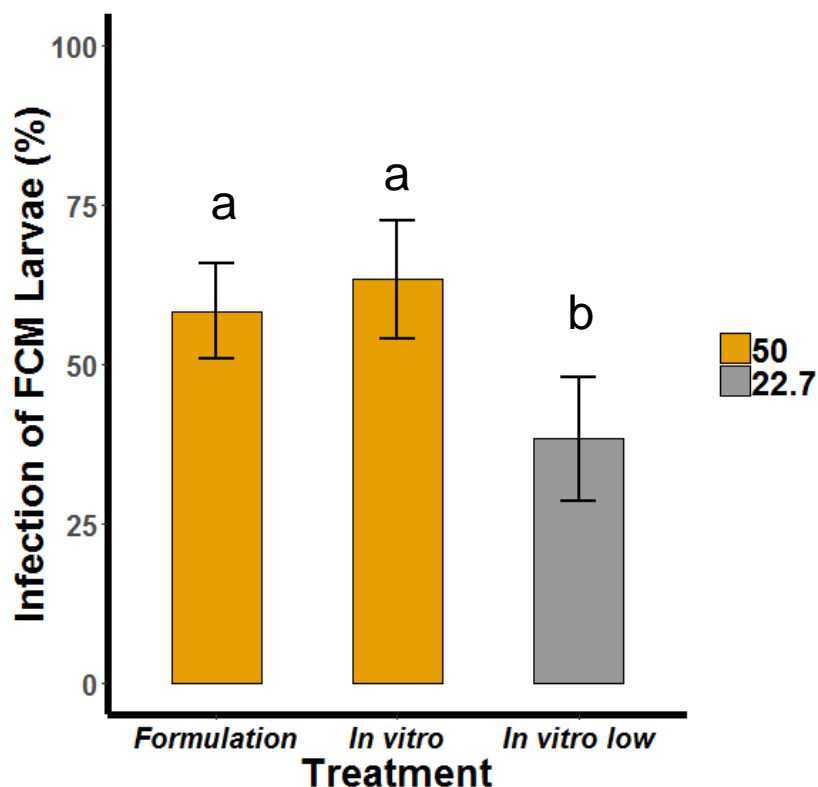 Infection of FCM Larvae (%)
100
75
50
25
0
a
a
b
Formulation
In vitro
In vitro low
Treatment
50
22.7